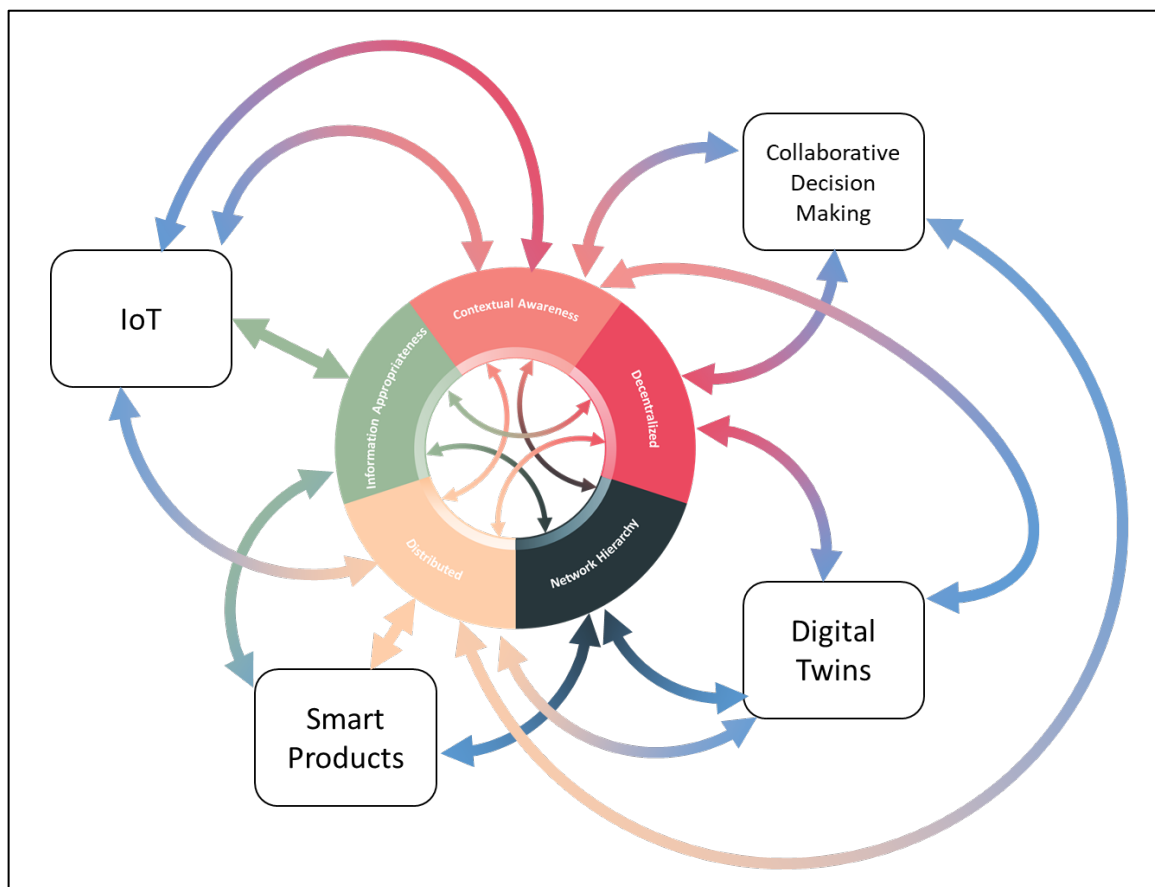 Collaborative
Decision
Making
IoT
Contextual Awareness
Information Appropriateness
Decentralized
Distributed
Network Hierarchy
Digital
Twins
Smart
Products